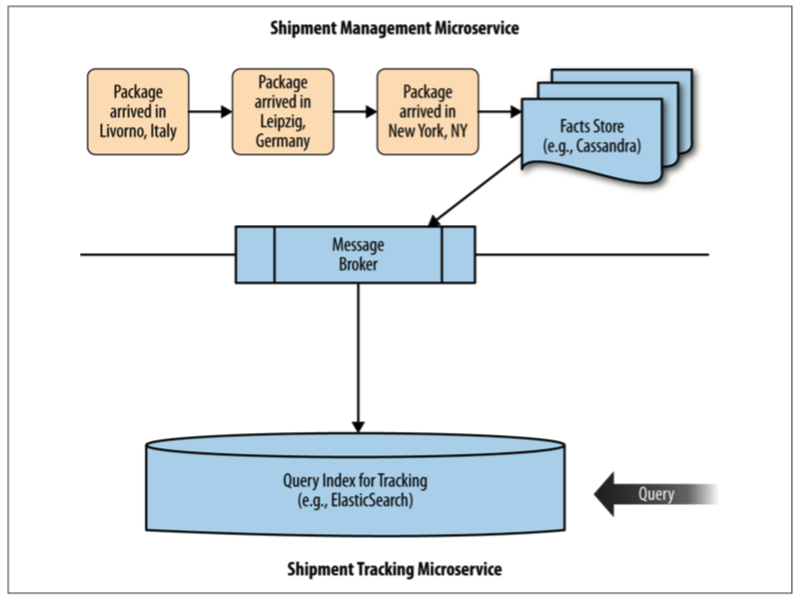 Shipment Management Microservice
Package
arrived in
Livorno, Italy
Package
arrived in
Leipzig,
Germany
Package
arrived in
New York, NY
Facts Store
(e.g., Cassandra)
Message
Broker
Query Index for Tracking
(e.g., ElasticSearch)
Query
Shipment Tracking Microservice